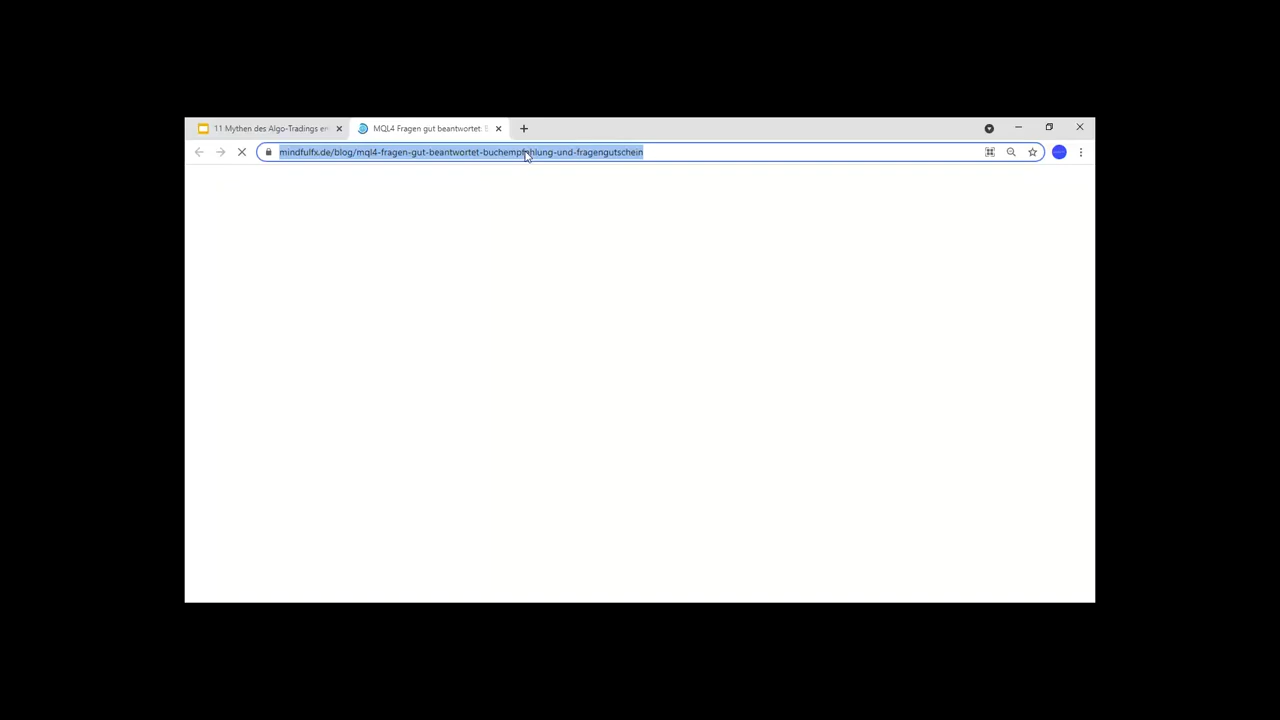 '11 Mythen des Algo-Tradings en
MQL4 Fragen gut beantwortet:
mindfulfx.de/blog/mql4-fragen-gut-beantwortet-buchempfehlung-und-fragengutschein